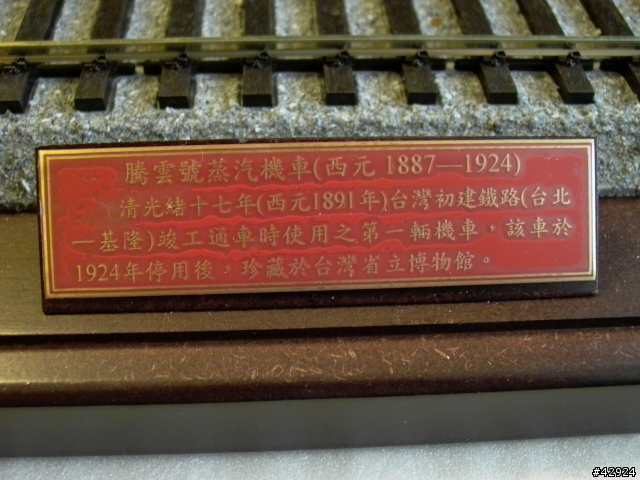 騰雲號蒸汽機車(西元 1887—1924)
清光緒十七年(西元1891年)台灣初建鐵路(台北
—基隆)竣工通車時使用之第一輛機車，該車於
1924年停用後，珍藏於台灣省立博物館。
#42924